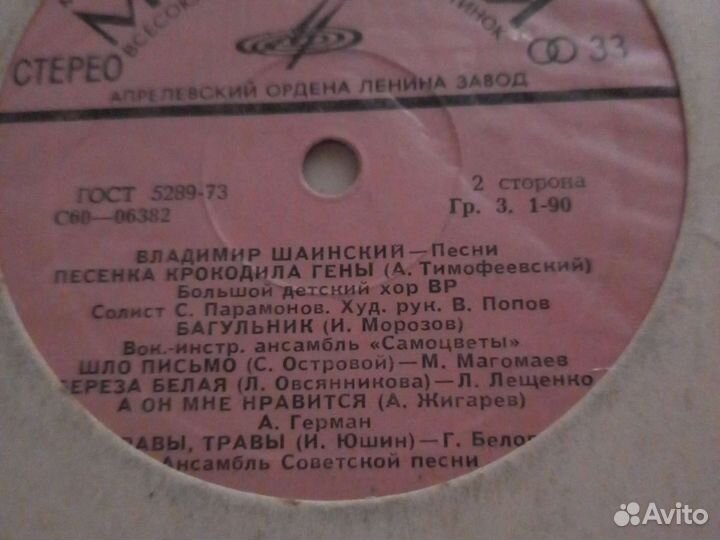 СТЕРЕО
33
АПРЕЛЕВСКИЙ ОРДЕНА ЛЕНИНА ЗАВОД
ГОСТ 5289-73
С60—06382
2 сторона
Гр. 3. 1-90
ВЛАДИМИР ШАИНСКИЙ — Песни
ПЕСЕНКА КРОКОДИЛА ГЕНЫ (А. Тимофеевский)
Большой детский хор ВР
Солист С. Парамонов. Худ. рук. В. Попов
БАГУЛЬНИК (И. Морозов)
Вок.-инстр. ансамбль «Самоцветы»
ШЛО ПИСЬМО (С. Островой) — М. Магомаев
БЕРЕЗА БЕЛАЯ (Л. Овсянникова) — Л. Лещенко
А ОН МНЕ НРАВИТСЯ (А. Жигарев)
А. Герман
ТРАВЫ (И. Юшин) — Г. Белов
Ансамбль Советской песни
Avito